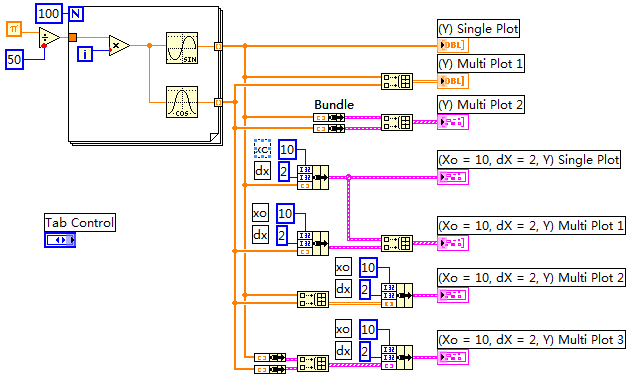 100 N
π
÷
50
i
×
SIN
COS
(Y) Single Plot
DBL
(Y) Multi Plot 1
DBL
Bundle
(Y) Multi Plot 2
xo 10
dx 2
(Xo = 10, dX = 2, Y) Single Plot
Tab Control
xo 10
dx 2
(Xo = 10, dX = 2, Y) Multi Plot 1
xo 10
dx 2
(Xo = 10, dX = 2, Y) Multi Plot 2
xo 10
dx 2
(Xo = 10, dX = 2, Y) Multi Plot 3